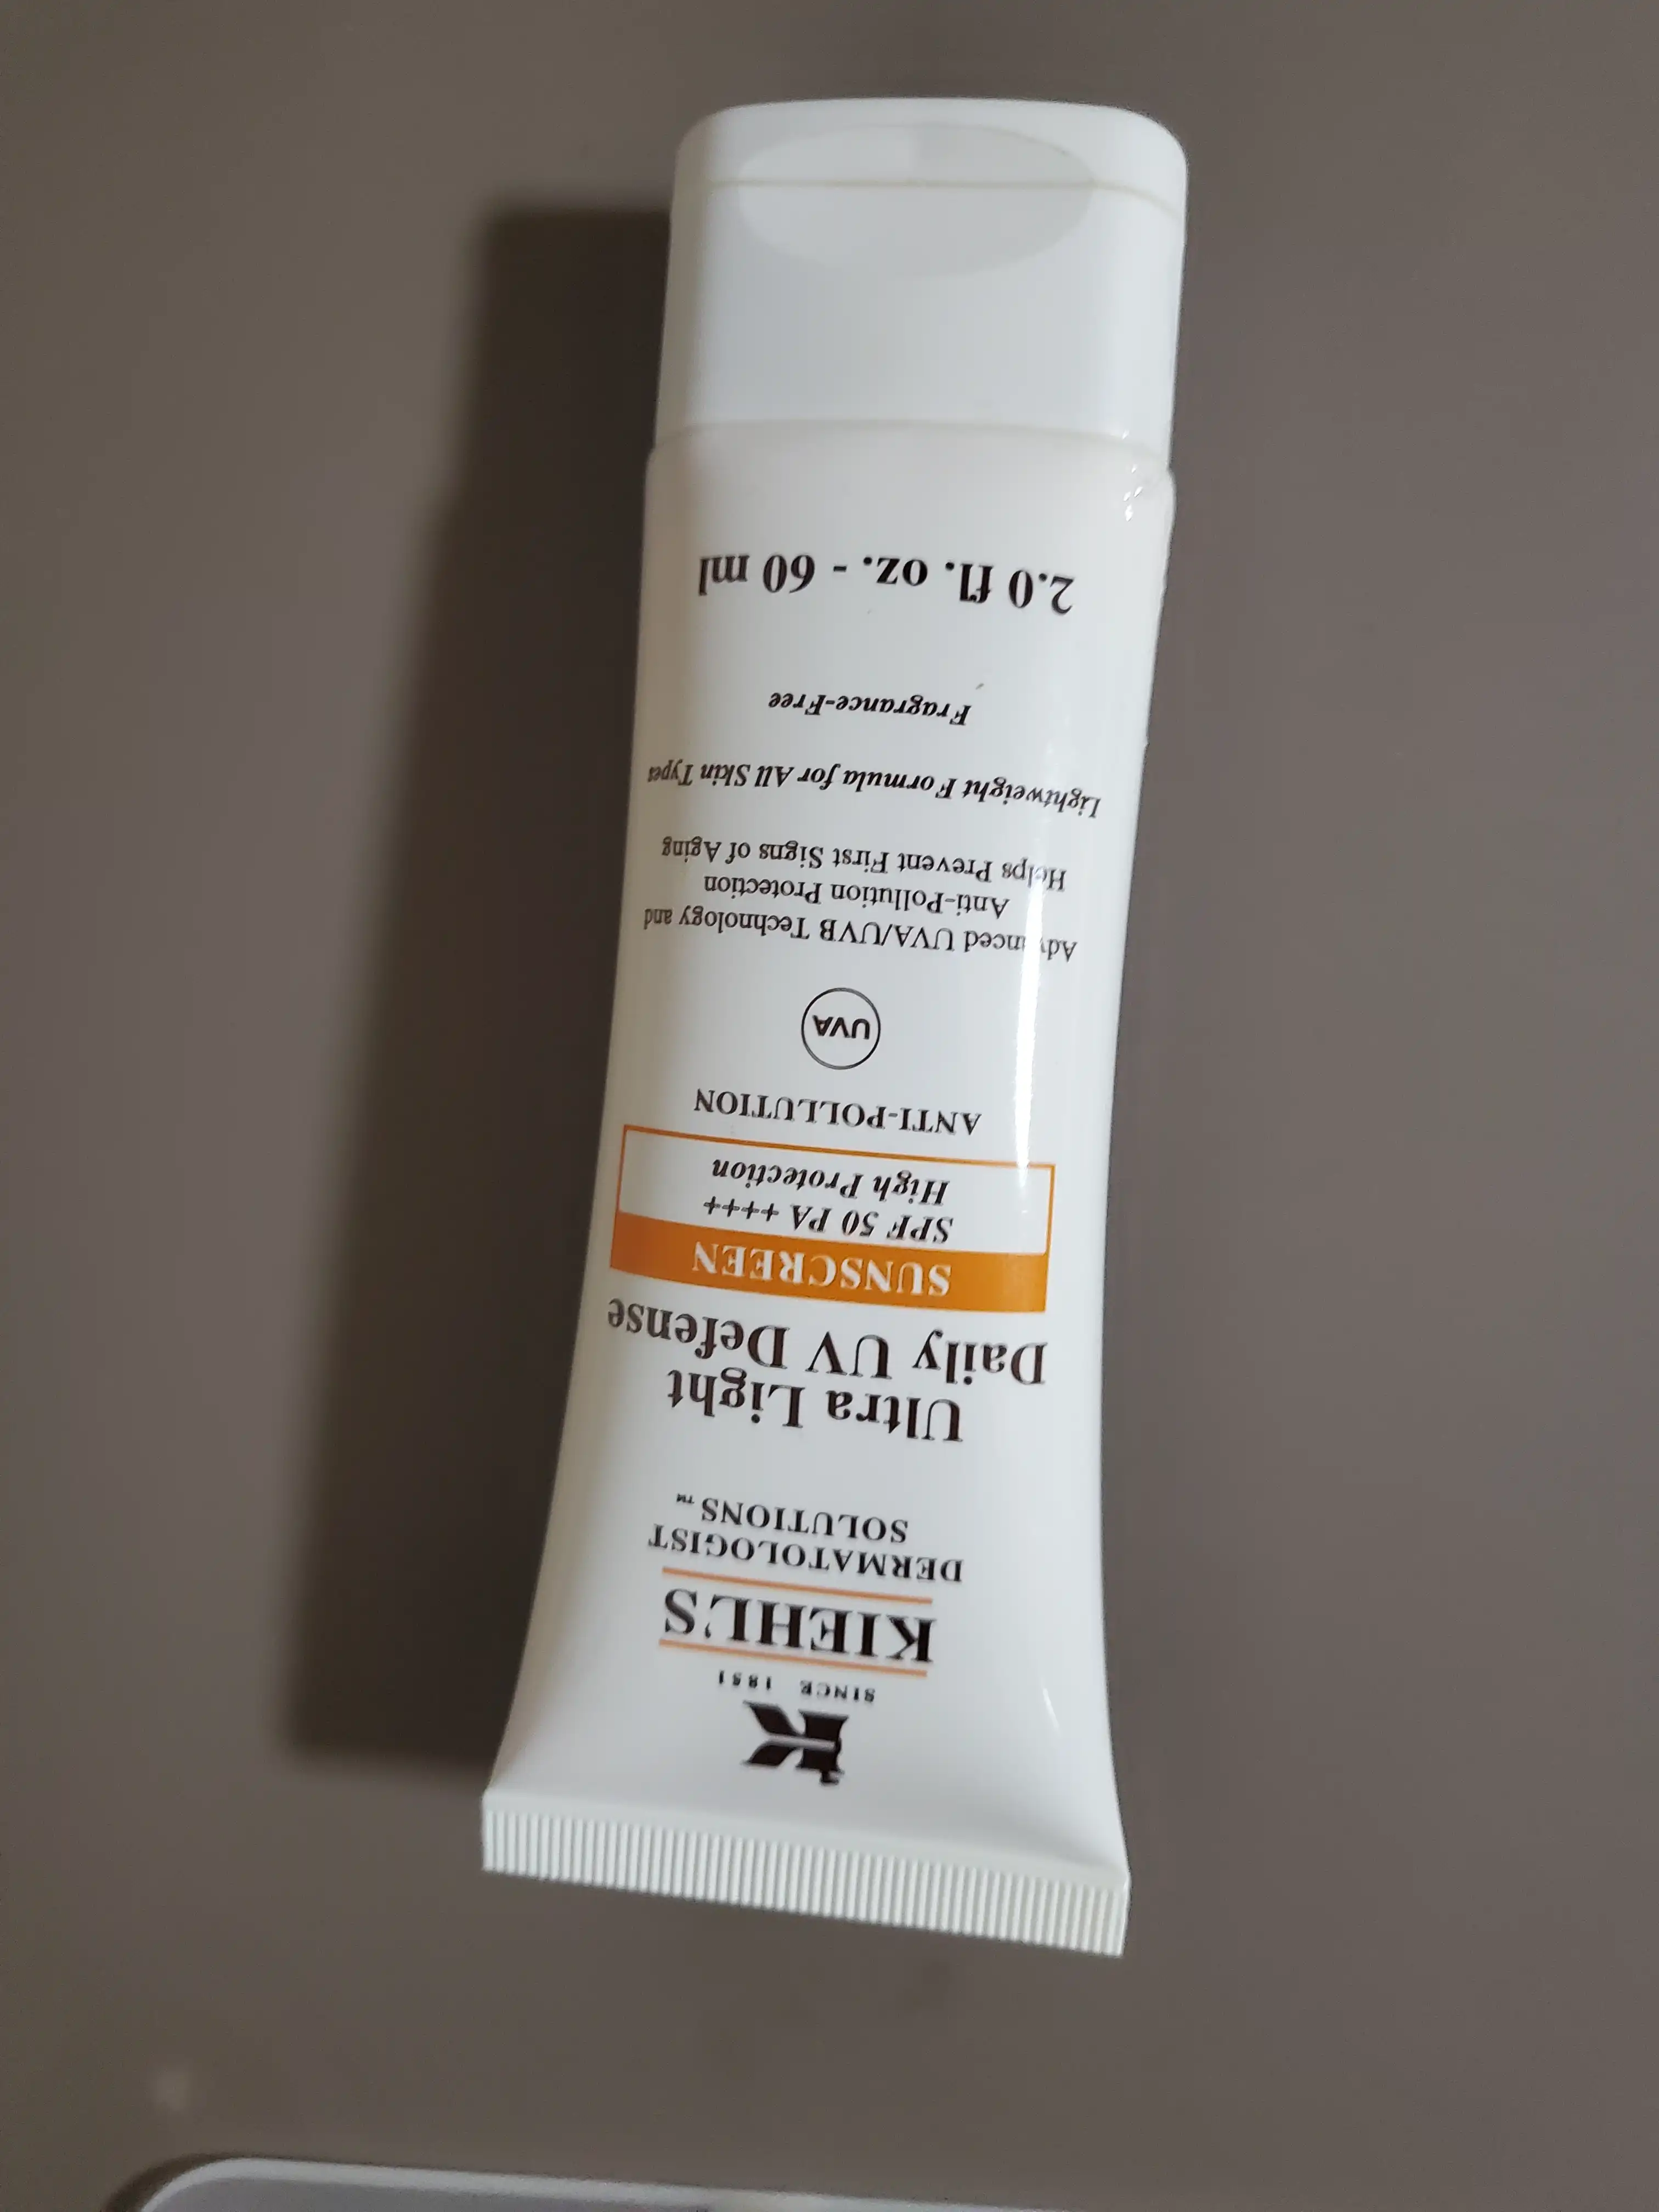 SINCE 1851
KIEHL'S
DERMATOLOGIST
SOLUTIONS™
Ultra Light
Daily UV Defense
SUNSCREEN
SPF 50 PA ++++
High Protection
ANTI-POLLUTION
UVA
Advanced UVA/UVB Technology and
Anti-Pollution Protection
Helps Prevent First Signs of Aging
Lightweight Formula for All Skin Types
Fragrance-Free
2.0 fl. oz. - 60 ml